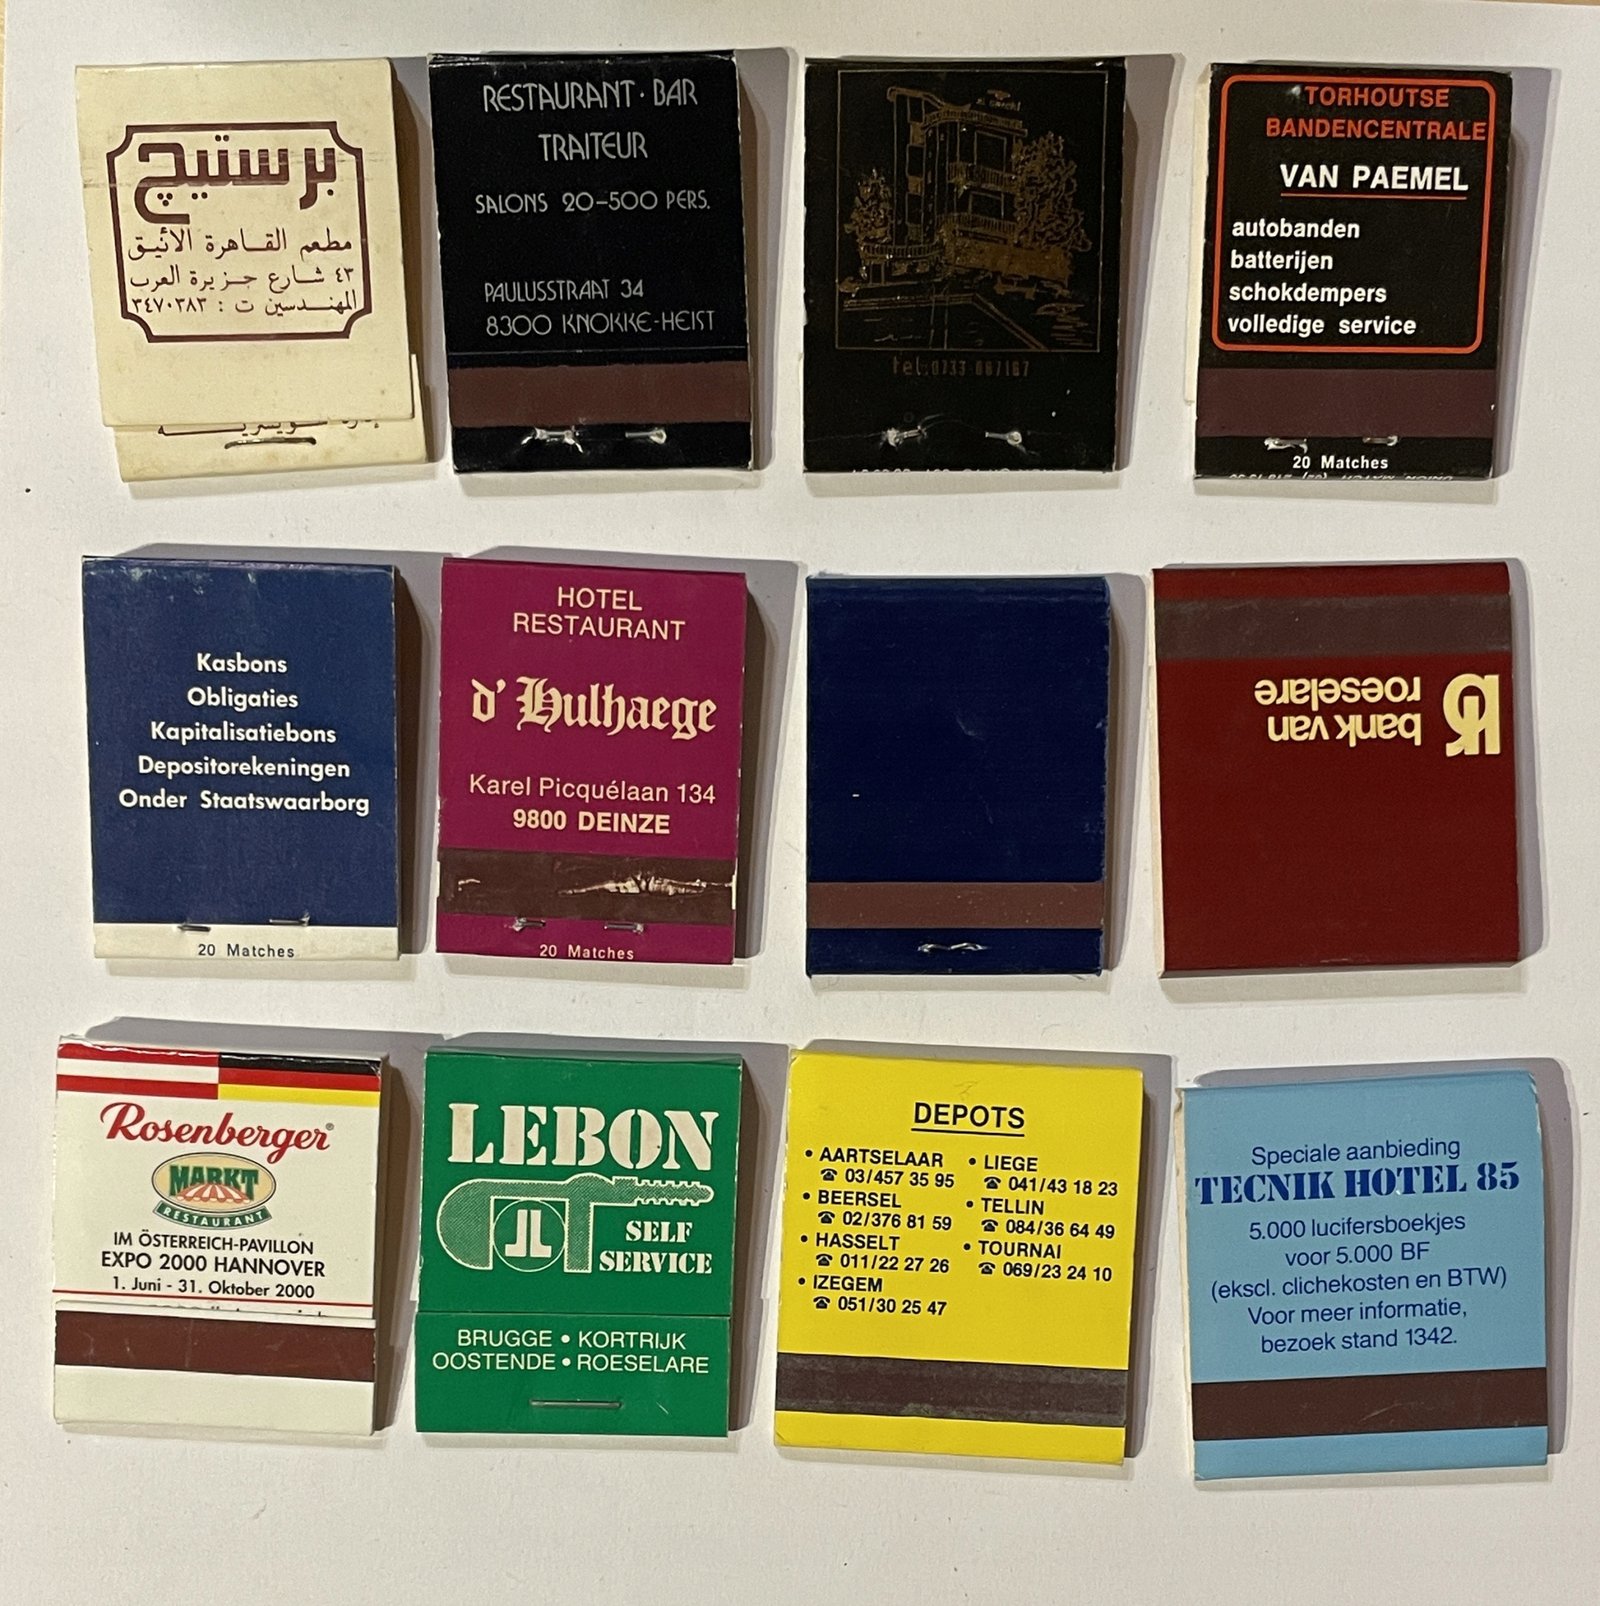 برستيچ
مطعم القاهرة الأنيق
٤٣ شارع جزيرة العرب
المهندسين ت : ٣٤٧٠٣٨٣
RESTAURANT · BAR
TRAITEUR
SALONS 20-500 PERS.
PAULUSSTRAAT 34
8300 KNOKKE-HEIST
TORHOUTSE
BANDENCENTRALE
VAN PAEMEL
autobanden
batterijen
schokdempers
volledige service
20 Matches
Kasbons
Obligaties
Kapitalisatiebons
Depositorekeningen
Onder Staatswaarborg
20 Matches
HOTEL
RESTAURANT
d' Hulhaege
Karel Picquélaan 134
9800 DEINZE
20 Matches
bank van
roeselare
Rosenberger®
MARKT
RESTAURANT
IM ÖSTERREICH-PAVILLON
EXPO 2000 HANNOVER
1. Juni - 31. Oktober 2000
LEBON
SELF
SERVICE
BRUGGE • KORTRIJK
OOSTENDE • ROESELARE
DEPOTS
• AARTSELAAR
☎ 03/457 35 95
• BEERSEL
☎ 02/376 81 59
• HASSELT
☎ 011/22 27 26
• IZEGEM
☎ 051/30 25 47
• LIEGE
☎ 041/43 18 23
• TELLIN
☎ 084/36 64 49
• TOURNAI
☎ 069/23 24 10
Speciale aanbieding
TECNIK HOTEL 85
5.000 lucifersboekjes
voor 5.000 BF
(ekscl. clichekosten en BTW)
Voor meer informatie,
bezoek stand 1342.